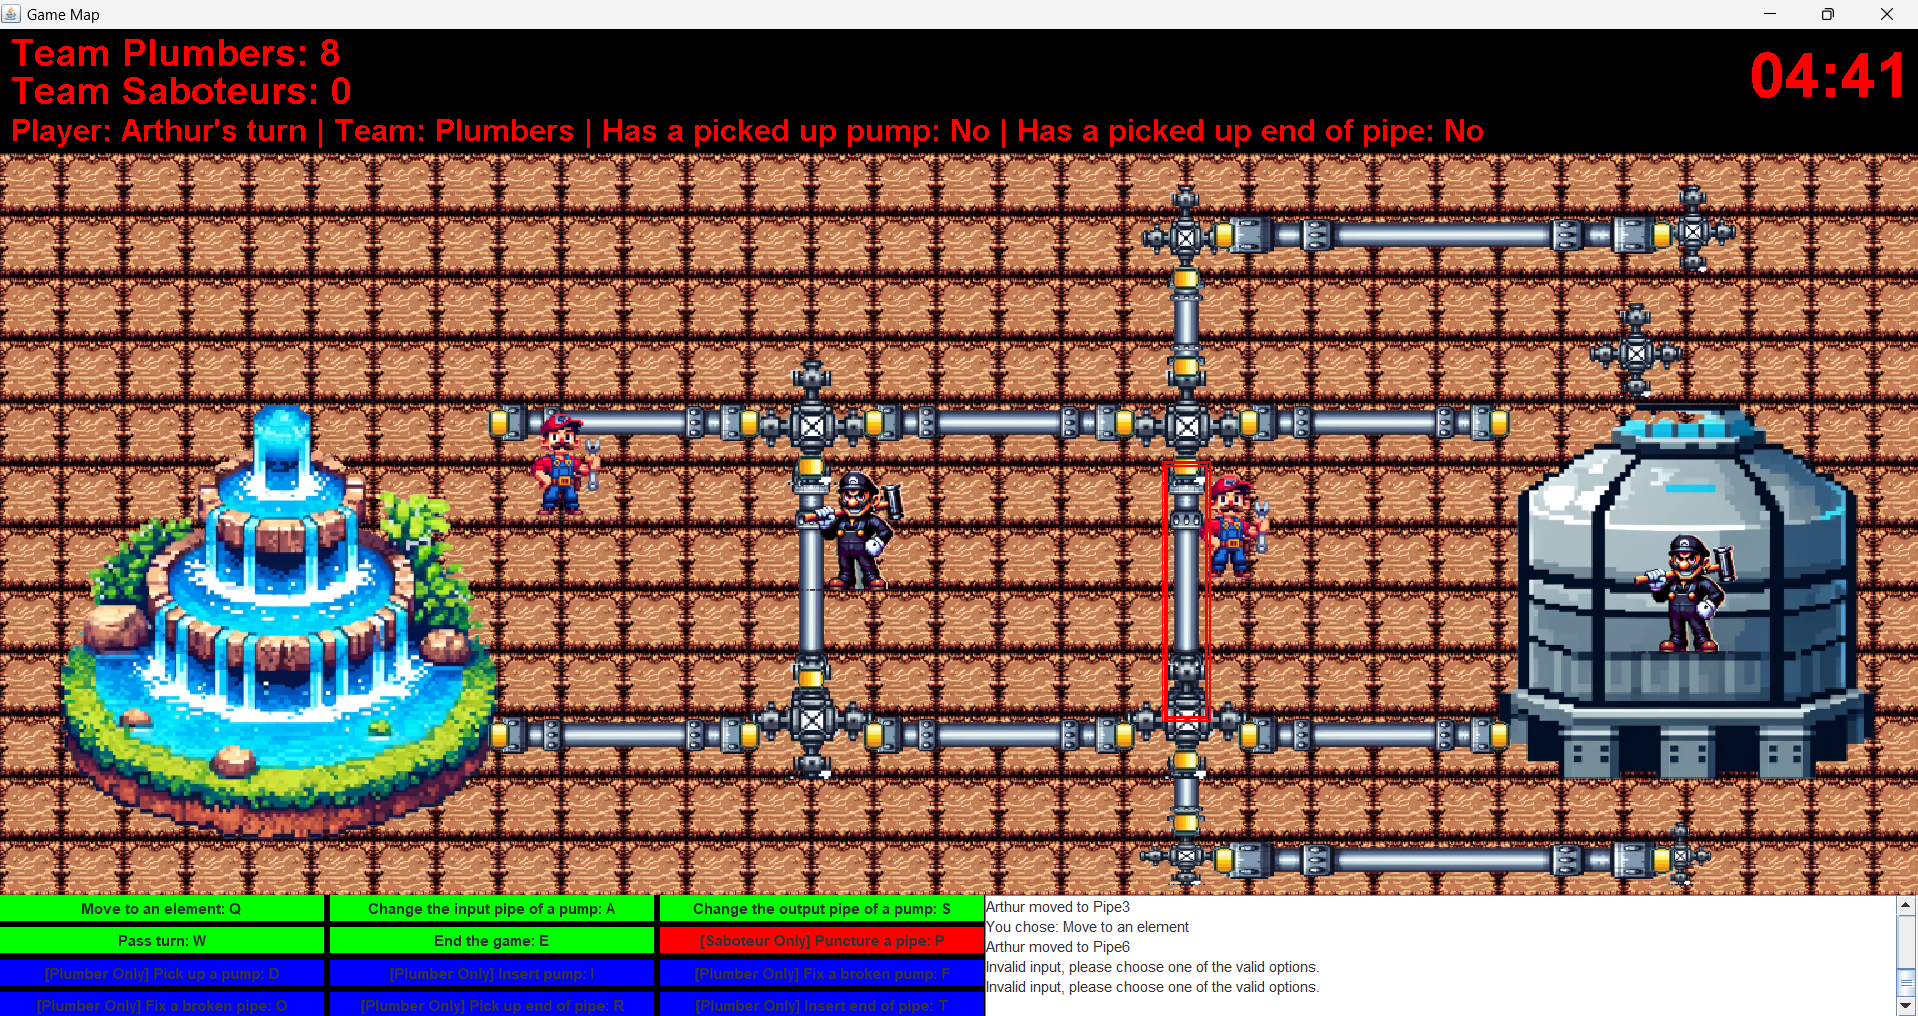 Game Map
Team Plumbers: 8
04:41
Team Saboteurs: 0
Player: Arthur's turn | Team: Plumbers | Has a picked up pump: No | Has a picked up end of pipe: No
Move to an element: Q
Change the input pipe of a pump: A
Change the output pipe of a pump: S
Pass turn: W
End the game: E
[Saboteur Only] Puncture a pipe: P
[Plumber Only] Pick up a pump: D
[Plumber Only] Insert pump: I
[Plumber Only] Fix a broken pump: F
[Plumber Only] Fix a broken pipe: O
[Plumber Only] Pick up end of pipe: R
[Plumber Only] Insert end of pipe: T
Arthur moved to Pipe3
You chose: Move to an element
Arthur moved to Pipe6
Invalid input, please choose one of the valid options.
Invalid input, please choose one of the valid options.